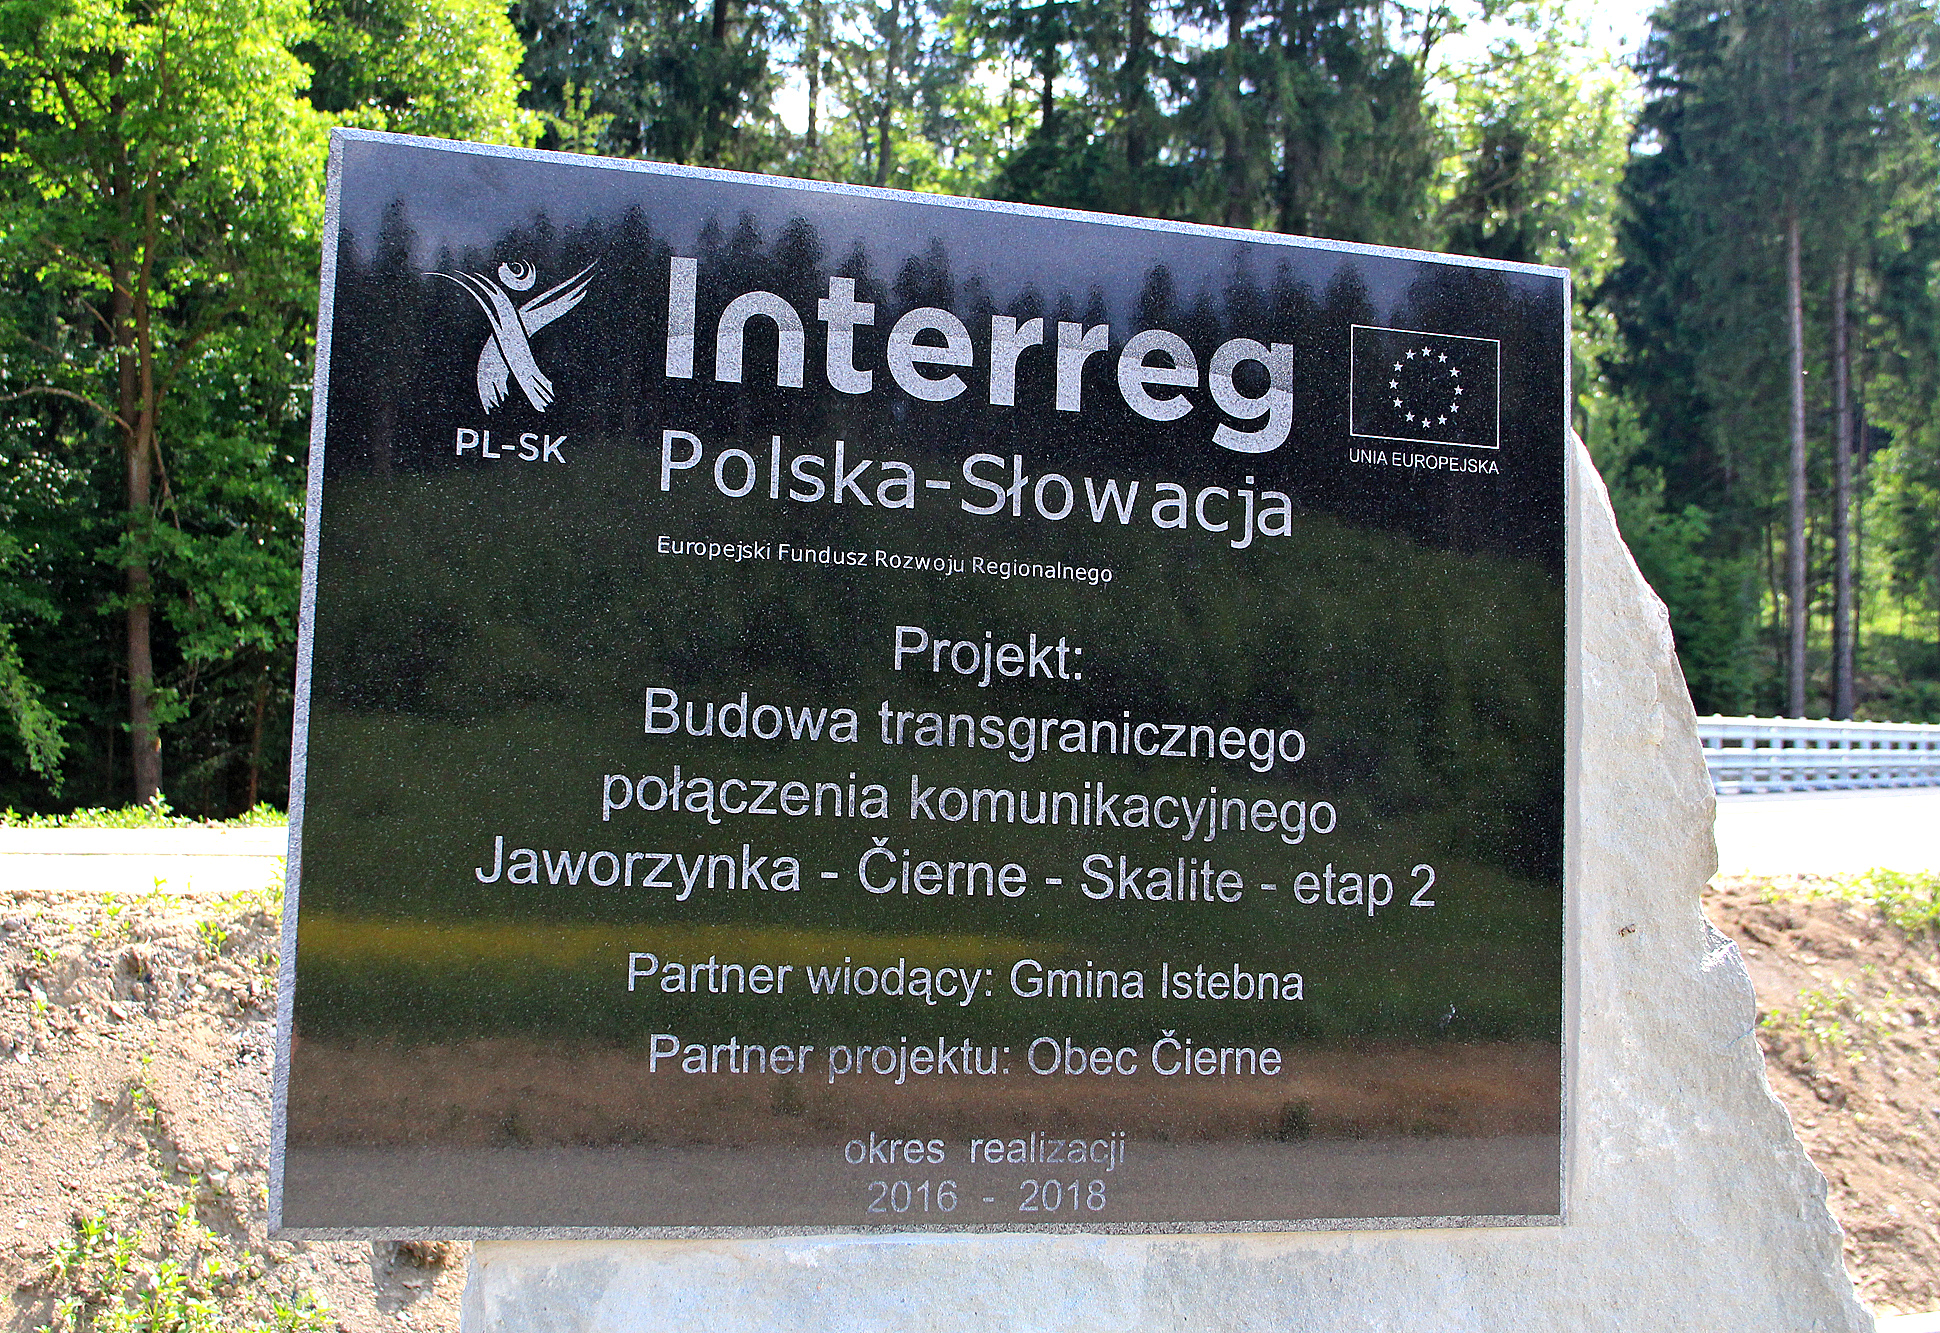 PL-SK
Interreg
Polska-Słowacja
Europejski Fundusz Rozwoju Regionalnego
UNIA EUROPEJSKA
Projekt:
Budowa transgranicznego
połączenia komunikacyjnego
Jaworzynka - Čierne - Skalite - etap 2
Partner wiodący: Gmina Istebna
Partner projektu: Obec Čierne
okres realizacji
2016 - 2018